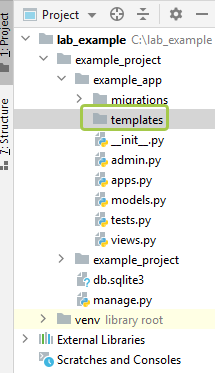 Project
lab_example C:\lab_example
example_project
example_app
migrations
templates
__init__.py
admin.py
apps.py
models.py
tests.py
views.py
example_project
db.sqlite3
manage.py
venv library root
External Libraries
Scratches and Consoles
1: Project
7: Structure